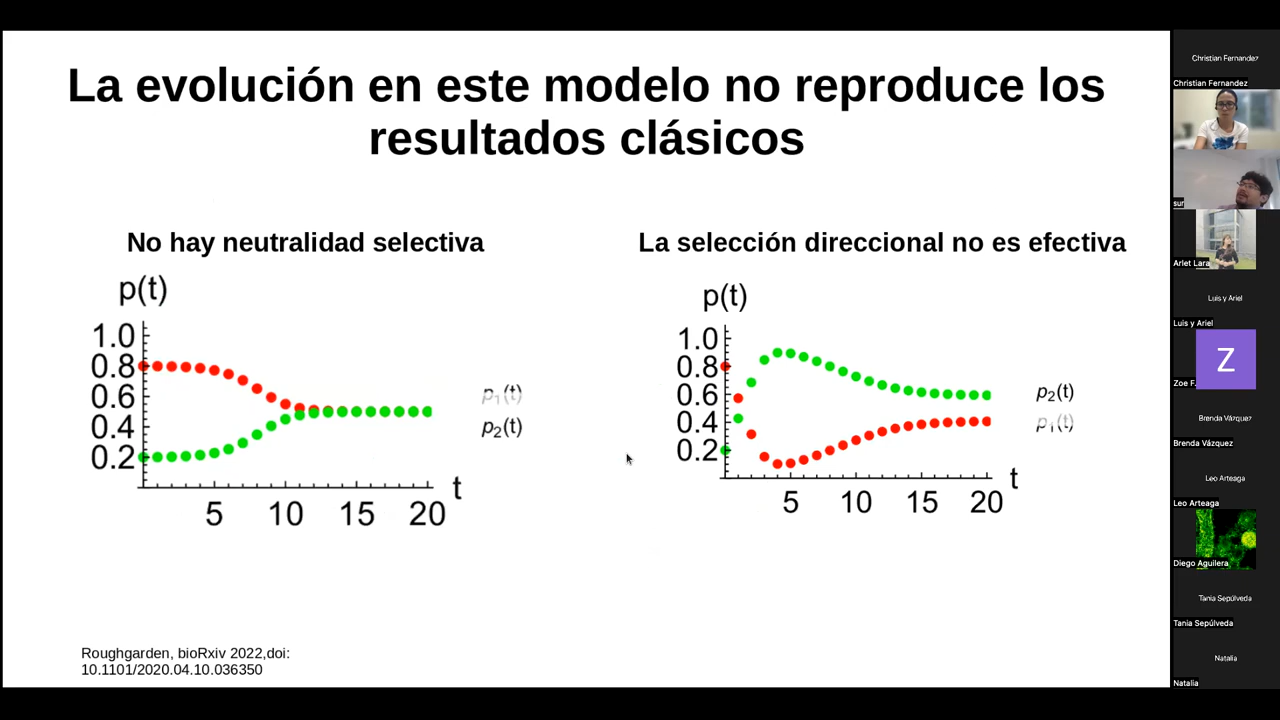 La evolución en este modelo no reproduce los
resultados clásicos
No hay neutralidad selectiva
p(t)
1.0
0.8
0.6
0.4
0.2
5 10 15 20
t
p1(t)
p2(t)
La selección direccional no es efectiva
p(t)
1.0
0.8
0.6
0.4
0.2
5 10 15 20
t
p2(t)
p1(t)
Roughgarden, bioRxiv 2022,doi:
10.1101/2020.04.10.036350
Christian Fernandez
Christian Fernandez
sur
Arlet Lara
Luis y Ariel
Luis y Ariel
Z
Zoe F.
Brenda Vázquez
Brenda Vázquez
Leo Arteaga
Leo Arteaga
Diego Aguilera
Tania Sepúlveda
Tania Sepúlveda
Natalia
Natalia